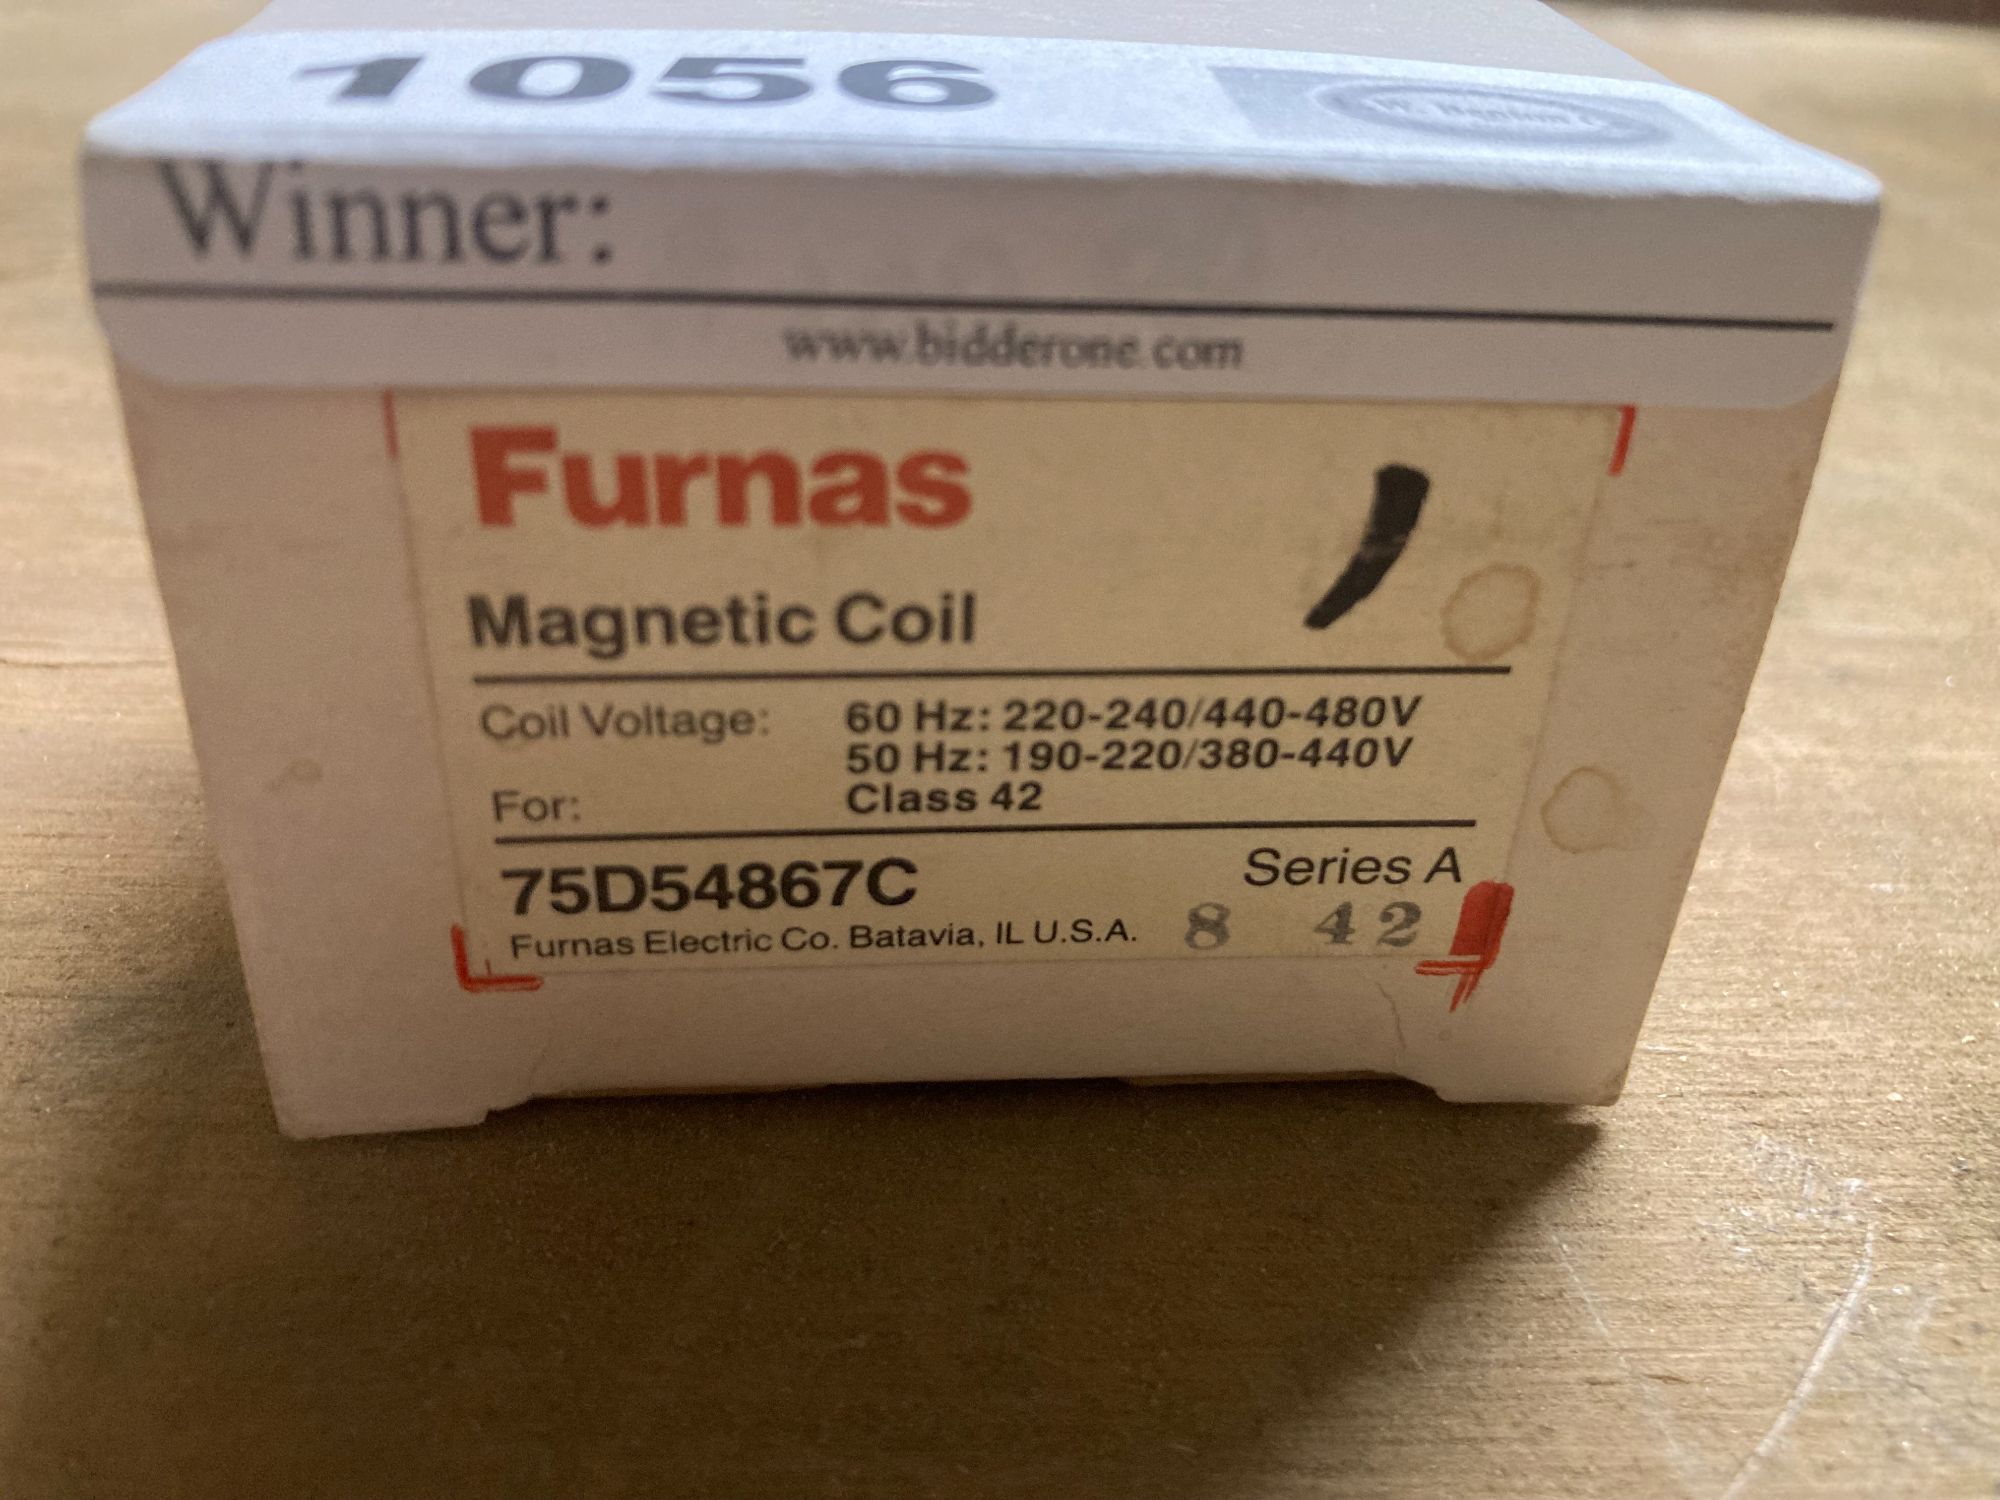 1056
Winner:
www.bidderone.com
Furnas
Magnetic Coil
Coil Voltage: 60 Hz: 220-240/440-480V
50 Hz: 190-220/380-440V
For: Class 42
75D54867C Series A
Furnas Electric Co. Batavia, IL U.S.A. 8 42